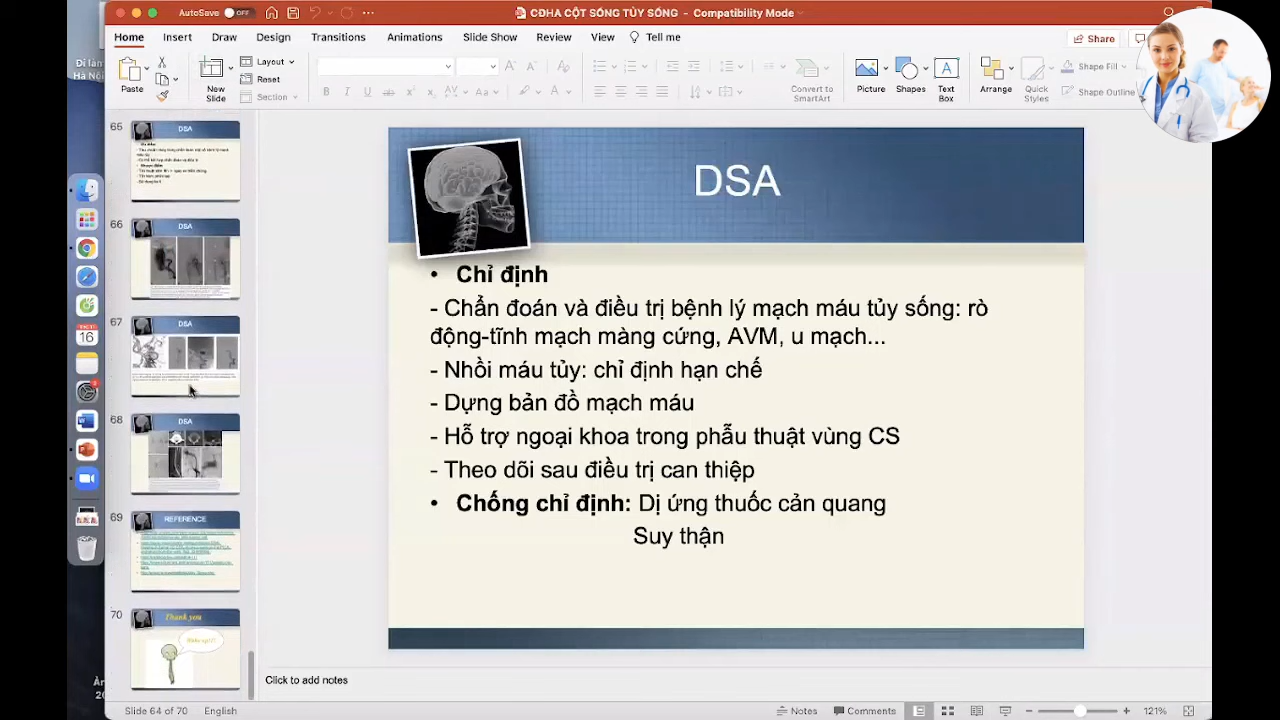 AutoSave OFF
CĐHA CỘT SỐNG TỦY SỐNG - Compatibility Mode
Home Insert Draw Design Transitions Animations Slide Show Review View Tell me
Share
Paste
New
Slide
Layout
Reset
Section
Convert to
SmartArt
Picture
Shapes
Text
Box
Arrange
Quick
Styles
Shape Fill
Shape Outline
Hà Nội
16
65
DSA
66
DSA
67
DSA
68
DSA
69
REFERENCE
70
Thank you
DSA
• Chỉ định
- Chẩn đoán và điều trị bệnh lý mạch máu tủy sống: rò
động-tĩnh mạch màng cứng, AVM, u mạch...
- Nhồi máu tủy: chỉ định hạn chế
- Dựng bản đồ mạch máu
- Hỗ trợ ngoại khoa trong phẫu thuật vùng CS
- Theo dõi sau điều trị can thiệp
• Chống chỉ định: Dị ứng thuốc cán quang
Suy thận
Click to add notes
Slide 64 of 70 English
Notes Comments 121%